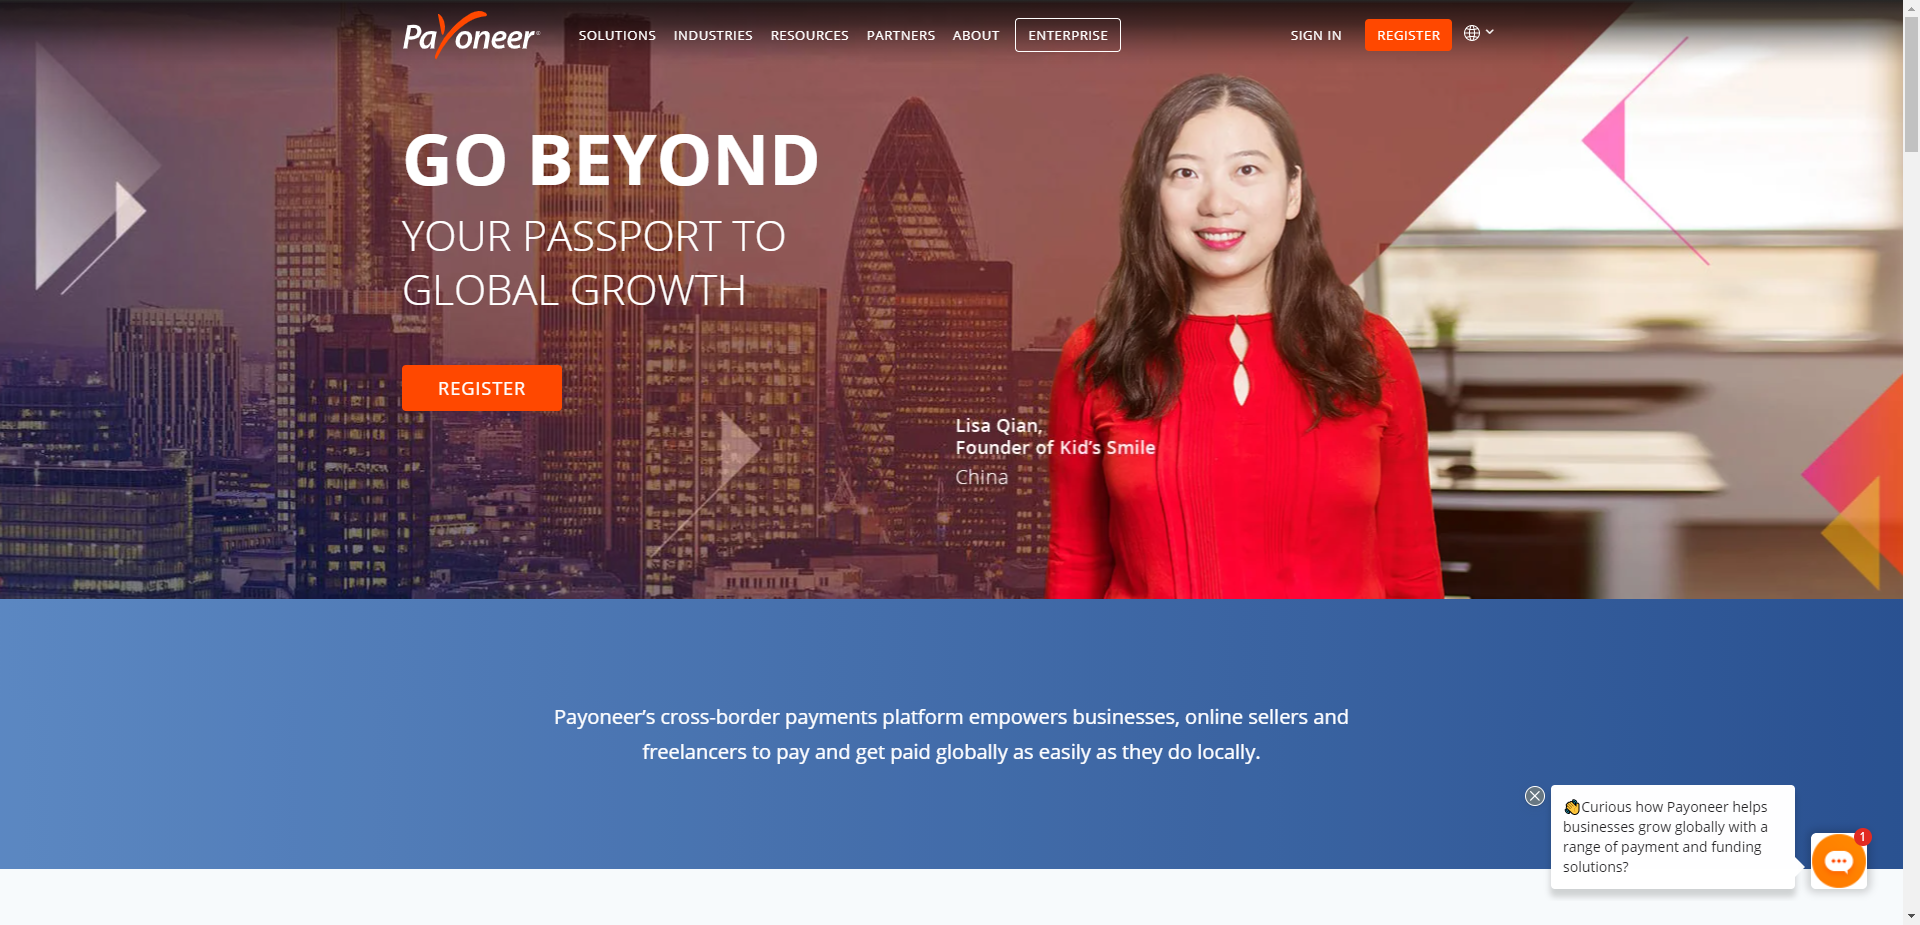 Payoneer
SOLUTIONS INDUSTRIES RESOURCES PARTNERS ABOUT ENTERPRISE SIGN IN REGISTER
GO BEYOND
YOUR PASSPORT TO
GLOBAL GROWTH
REGISTER
Lisa Qian,
Founder of Kid’s Smile
China
Payoneer’s cross-border payments platform empowers businesses, online sellers and
freelancers to pay and get paid globally as easily as they do locally.
👏Curious how Payoneer helps
businesses grow globally with a
range of payment and funding
solutions?
1